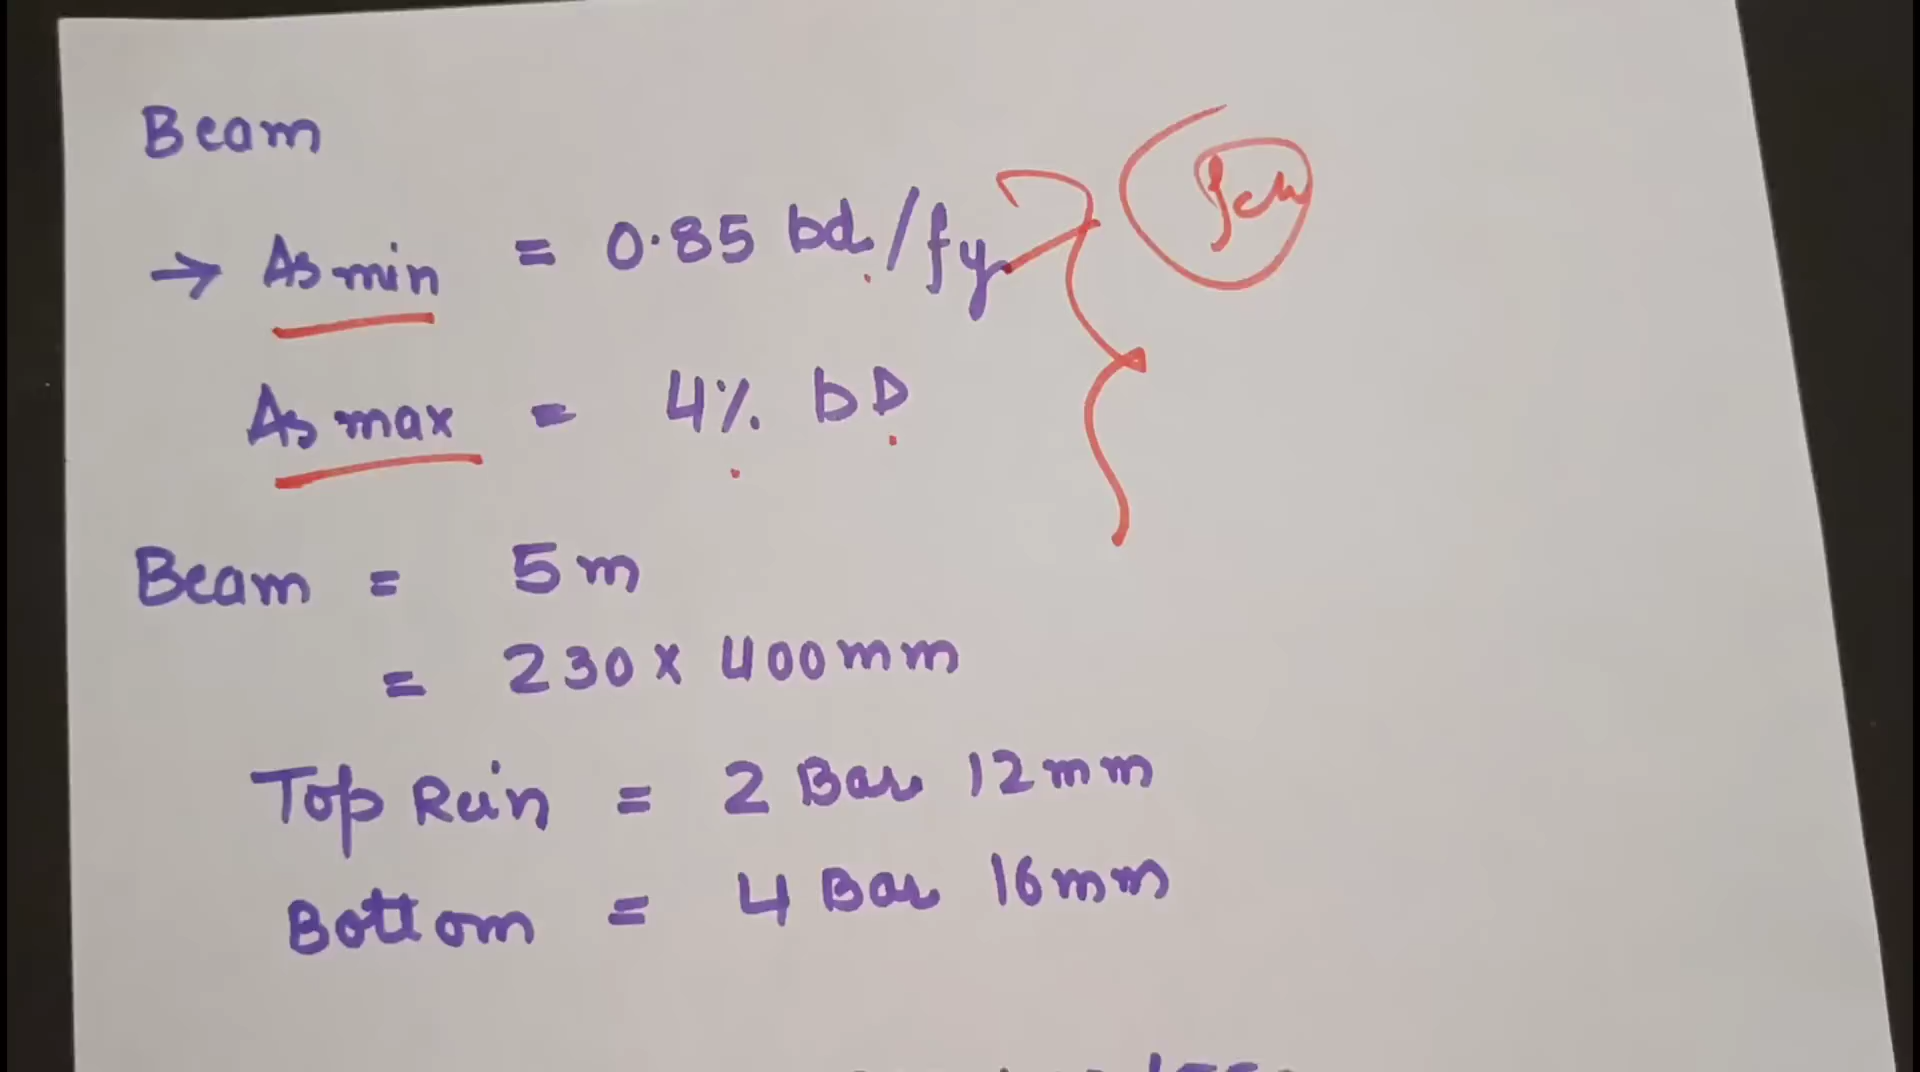 Beam
→ As min = 0.85 bd/fy
fck
As max = 4% bD
Beam = 5m
= 230 x 400mm
Top Rein = 2 Bar 12mm
Bottom = 4 Bar 16mm